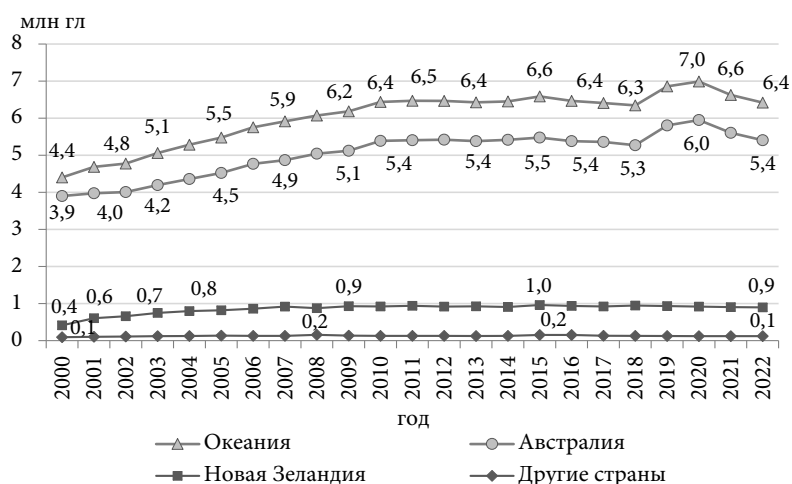 млн гл
8
7
6
5
4
3
2
1
0
4,4 4,8 5,1 5,5 5,9 6,2 6,4 6,5 6,4 6,6 6,4 6,3 7,0 6,6 6,4
3,9 4,0 4,2 4,5 4,9 5,1 5,4 5,4 5,5 5,4 5,3 6,0 5,4
0,4 0,6 0,7 0,8 0,9 1,0 0,9
0,1 0,2 0,2 0,1
2000 2001 2002 2003 2004 2005 2006 2007 2008 2009 2010 2011 2012 2013 2014 2015 2016 2017 2018 2019 2020 2021 2022
год
Океания Австралия
Новая Зеландия Другие страны